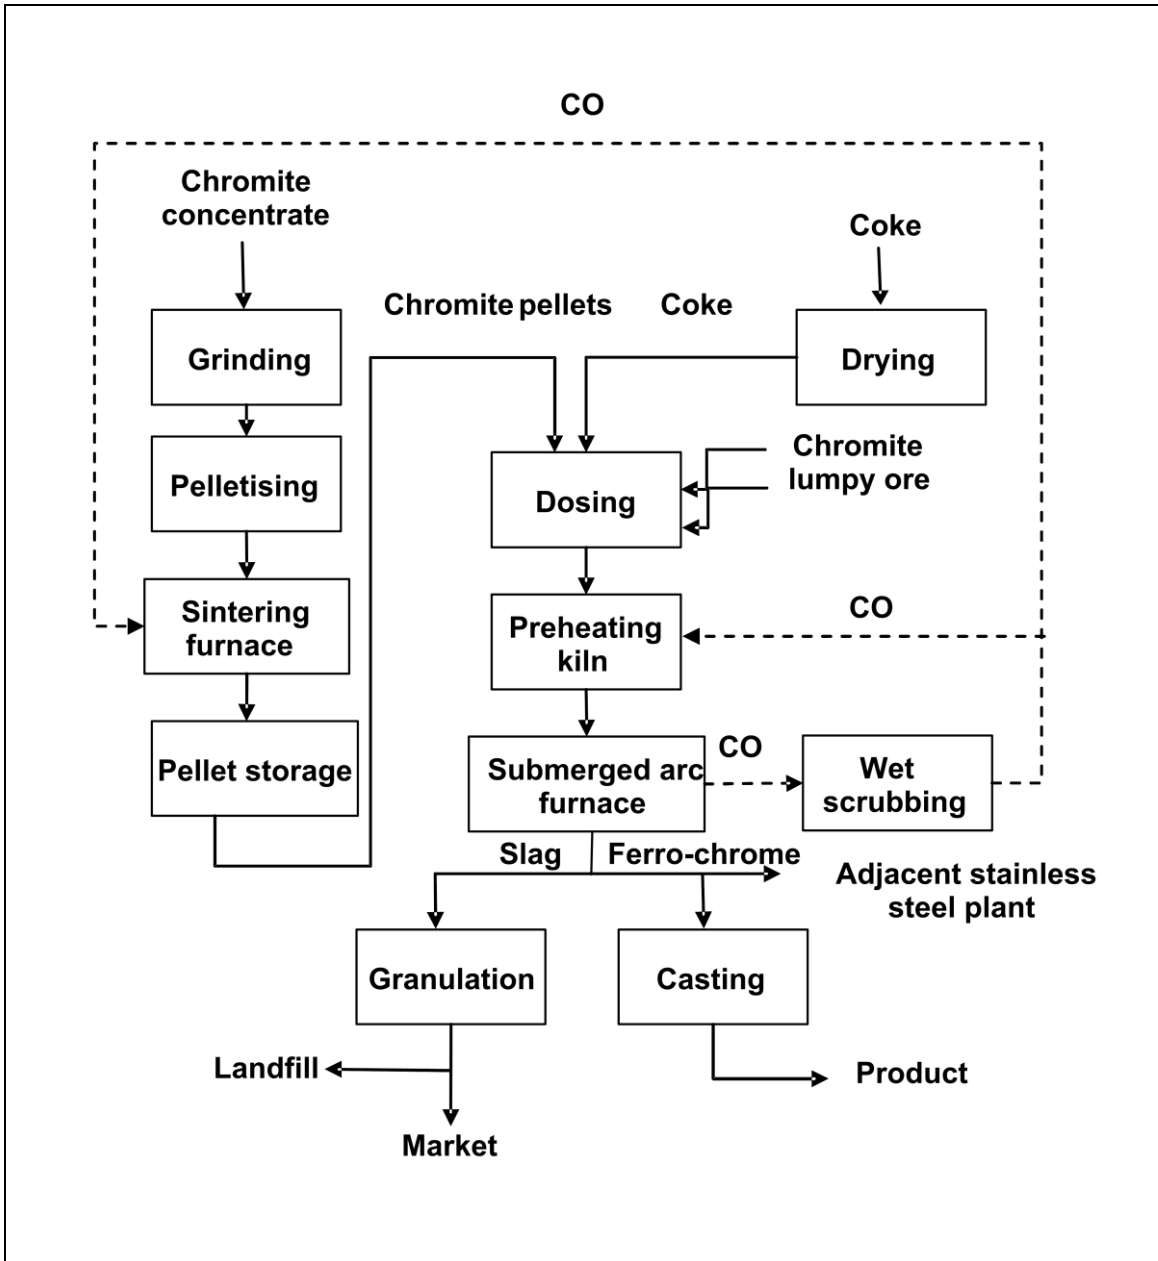 CO
Chromite
concentrate
Coke
Chromite pellets
Coke
Grinding
Drying
Pelletising
Chromite
lumpy ore
Dosing
Sintering
furnace
CO
Preheating
kiln
Pellet storage
Submerged arc
furnace
CO
Wet
scrubbing
Slag
Ferro-chrome
Adjacent stainless
steel plant
Granulation
Casting
Landfill
Product
Market